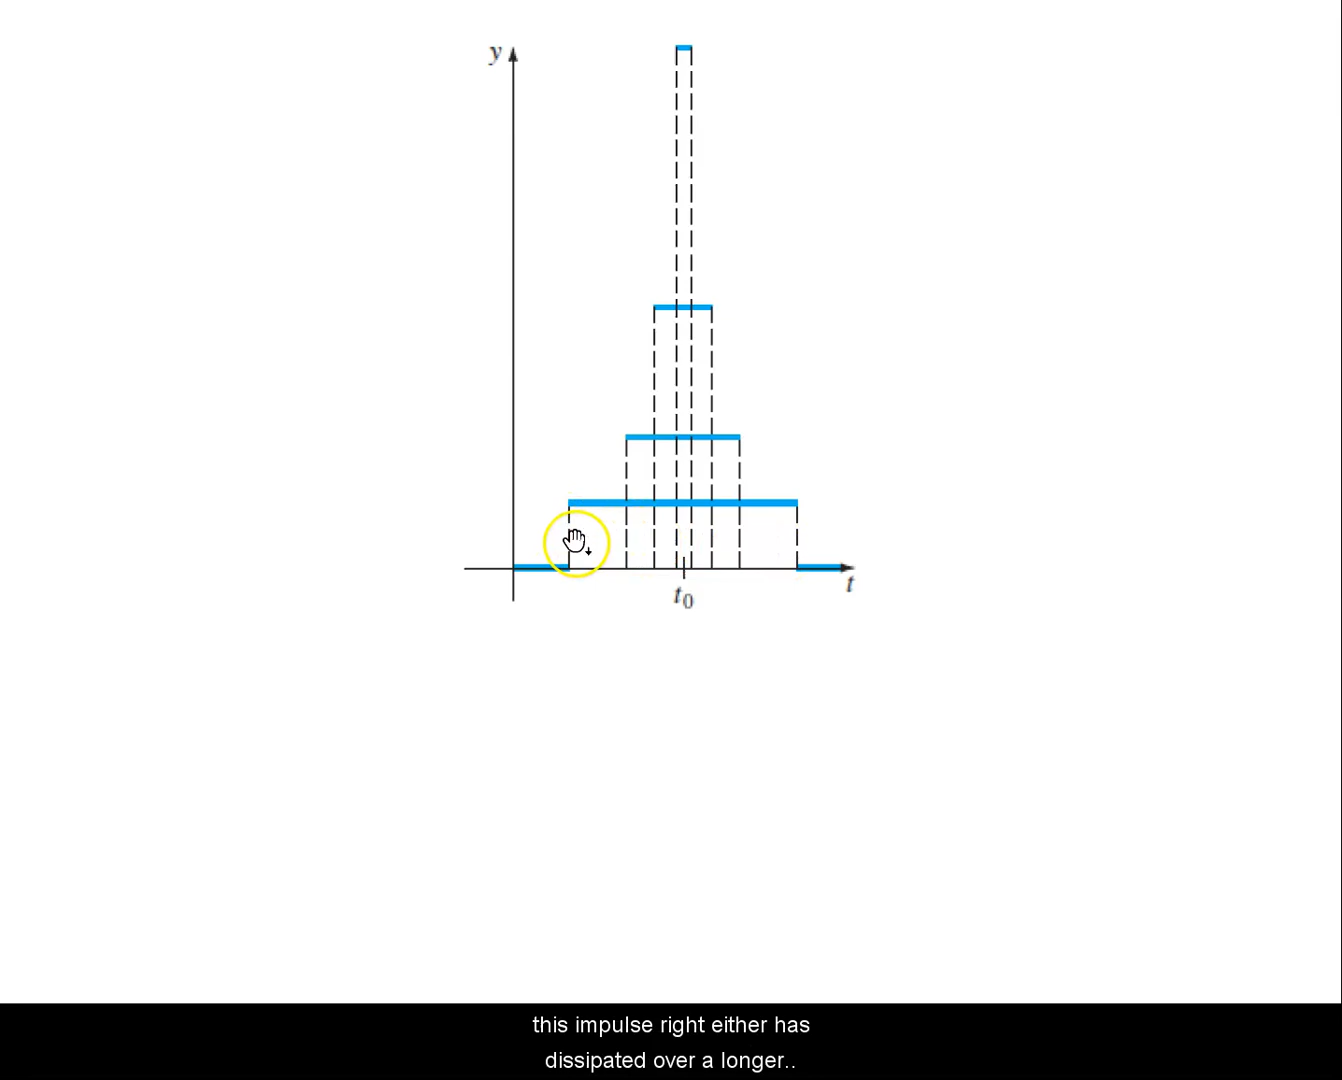 y
t
t0
this impulse right either has
dissipated over a longer..